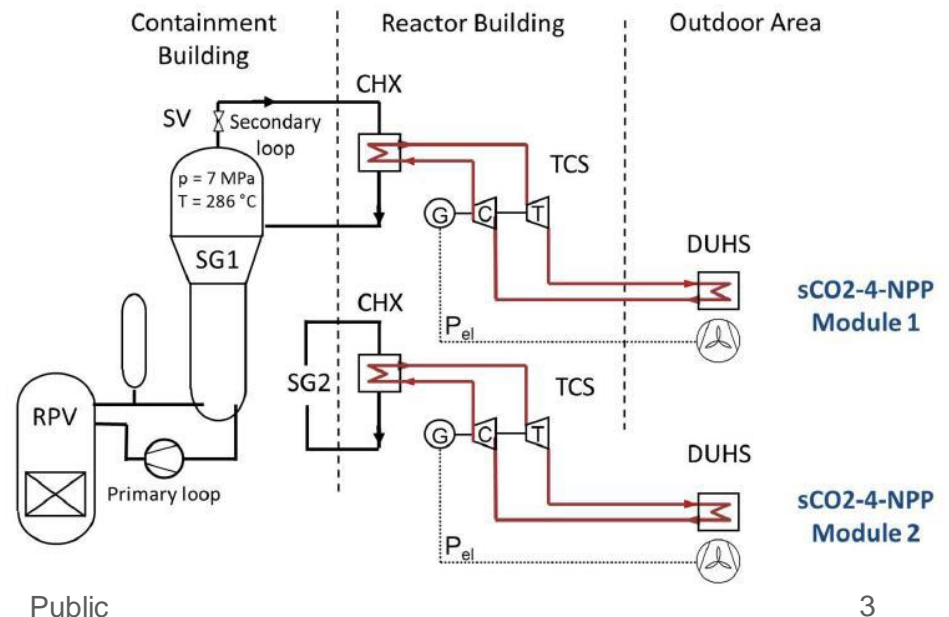 Containment
Building
Reactor Building
Outdoor Area
CHX
SV
Secondary
loop
p = 7 MPa
T = 286 °C
SG1
TCS
G
C
T
DUHS
sCO2-4-NPP
Module 1
Pel
CHX
SG2
TCS
RPV
G
C
T
DUHS
Primary loop
sCO2-4-NPP
Module 2
Pel
Public
3